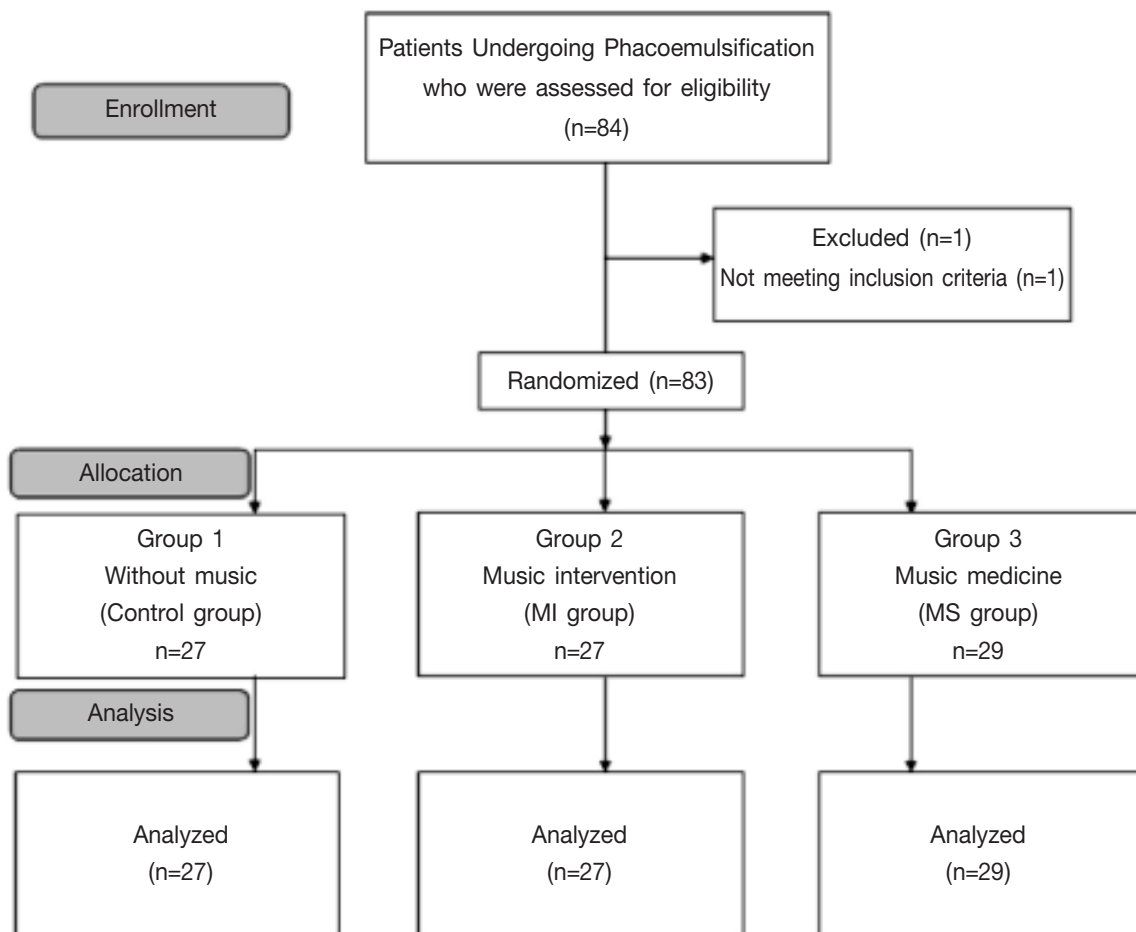 Enrollment
Patients Undergoing Phacoemulsification
who were assessed for eligibility
(n=84)
Excluded (n=1)
Not meeting inclusion criteria (n=1)
Randomized (n=83)
Allocation
Group 1
Without music
(Control group)
n=27
Group 2
Music intervention
(MI group)
n=27
Group 3
Music medicine
(MS group)
n=29
Analysis
Analyzed
(n=27)
Analyzed
(n=27)
Analyzed
(n=29)